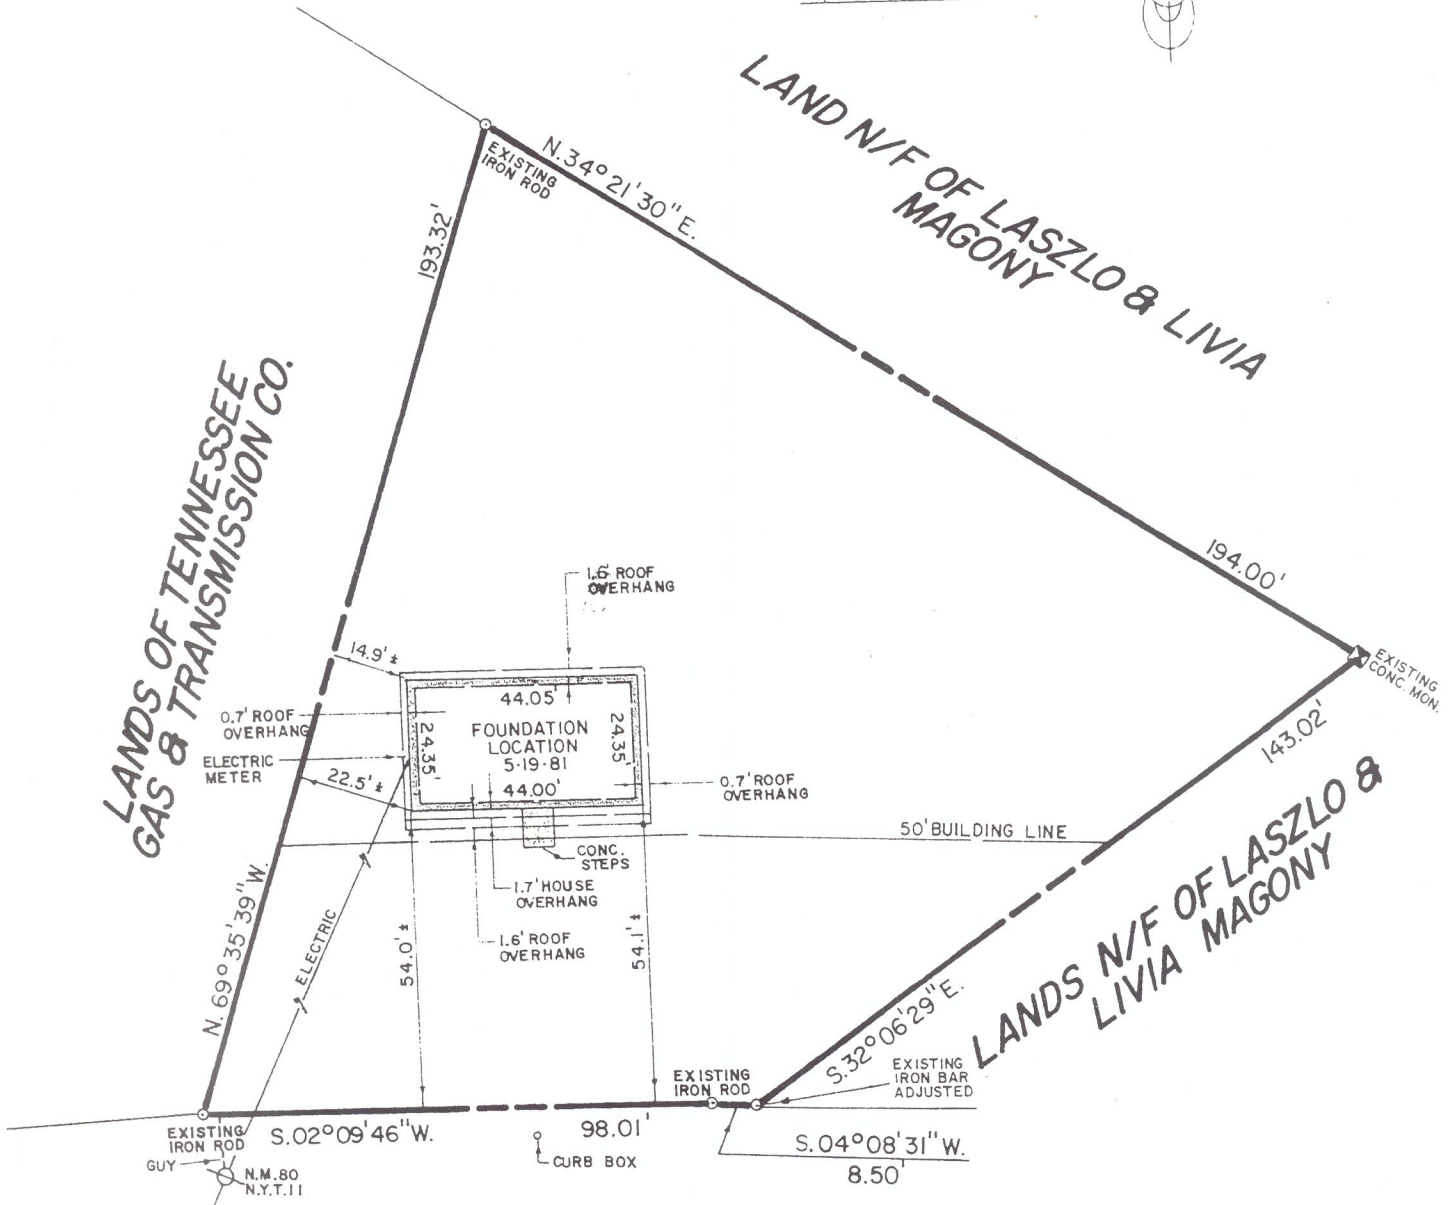 LAND N/F OF LASZLO & LIVIA
MAGONY
EXISTING
IRON ROD
N.34°21'30"E.
193.32'
LANDS OF TENNESSEE
GAS & TRANSMISSION CO.
194.00'
1.6' ROOF
OVERHANG
EXISTING
CONC. MON.
14.9'±
44.05'
0.7' ROOF
OVERHANG
24.35'
FOUNDATION
LOCATION
5-19-81
24.35'
ELECTRIC
METER
22.5'±
44.00'
0.7' ROOF
OVERHANG
143.02'
50' BUILDING LINE
CONC.
STEPS
1.7' HOUSE
OVERHANG
1.6' ROOF
OVERHANG
54.0'±
54.1'±
LANDS N/F OF LASZLO &
LIVIA MAGONY
N. 69°35'39"W.
ELECTRIC
S.32°06'29"E.
EXISTING
IRON ROD
EXISTING
IRON BAR
ADJUSTED
EXISTING
IRON ROD
S.02°09'46"W.
98.01'
S.04°08'31"W.
8.50'
GUY
N.M.80
N.Y.T.11
CURB BOX